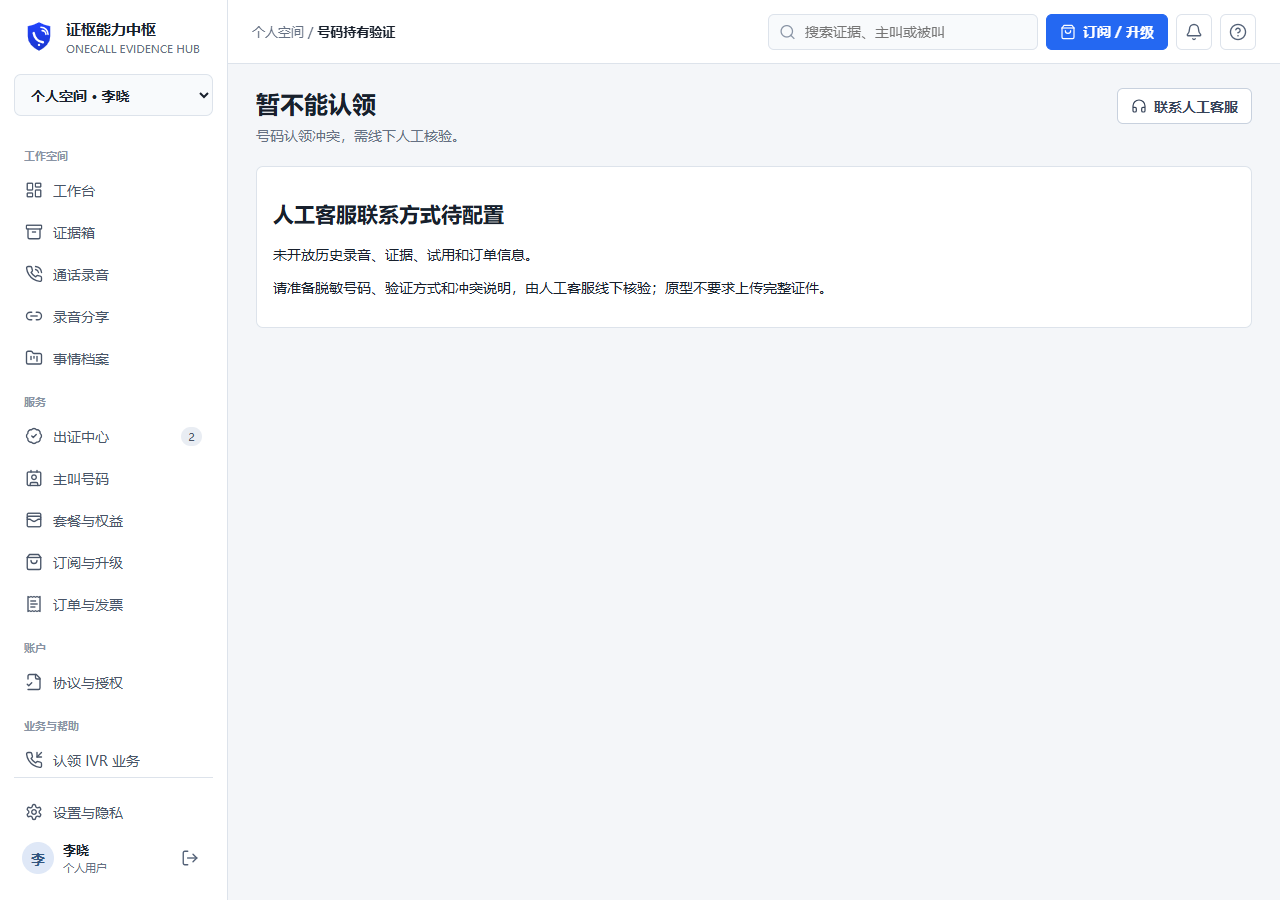 证枢能力中枢
ONECALL EVIDENCE HUB
个人空间 • 李晓
工作空间
工作台
证据箱
通话录音
录音分享
事情档案
服务
出证中心
2
主叫号码
套餐与权益
订阅与升级
订单与发票
账户
协议与授权
业务与帮助
认领 IVR 业务
设置与隐私
李
李晓
个人用户
个人空间 / 号码持有验证
搜索证据、主叫或被叫
订阅 / 升级
暂不能认领
号码认领冲突，需线下人工核验。
联系人工客服
人工客服联系方式待配置
未开放历史录音、证据、试用和订单信息。
请准备脱敏号码、验证方式和冲突说明，由人工客服线下核验；原型不要求上传完整证件。